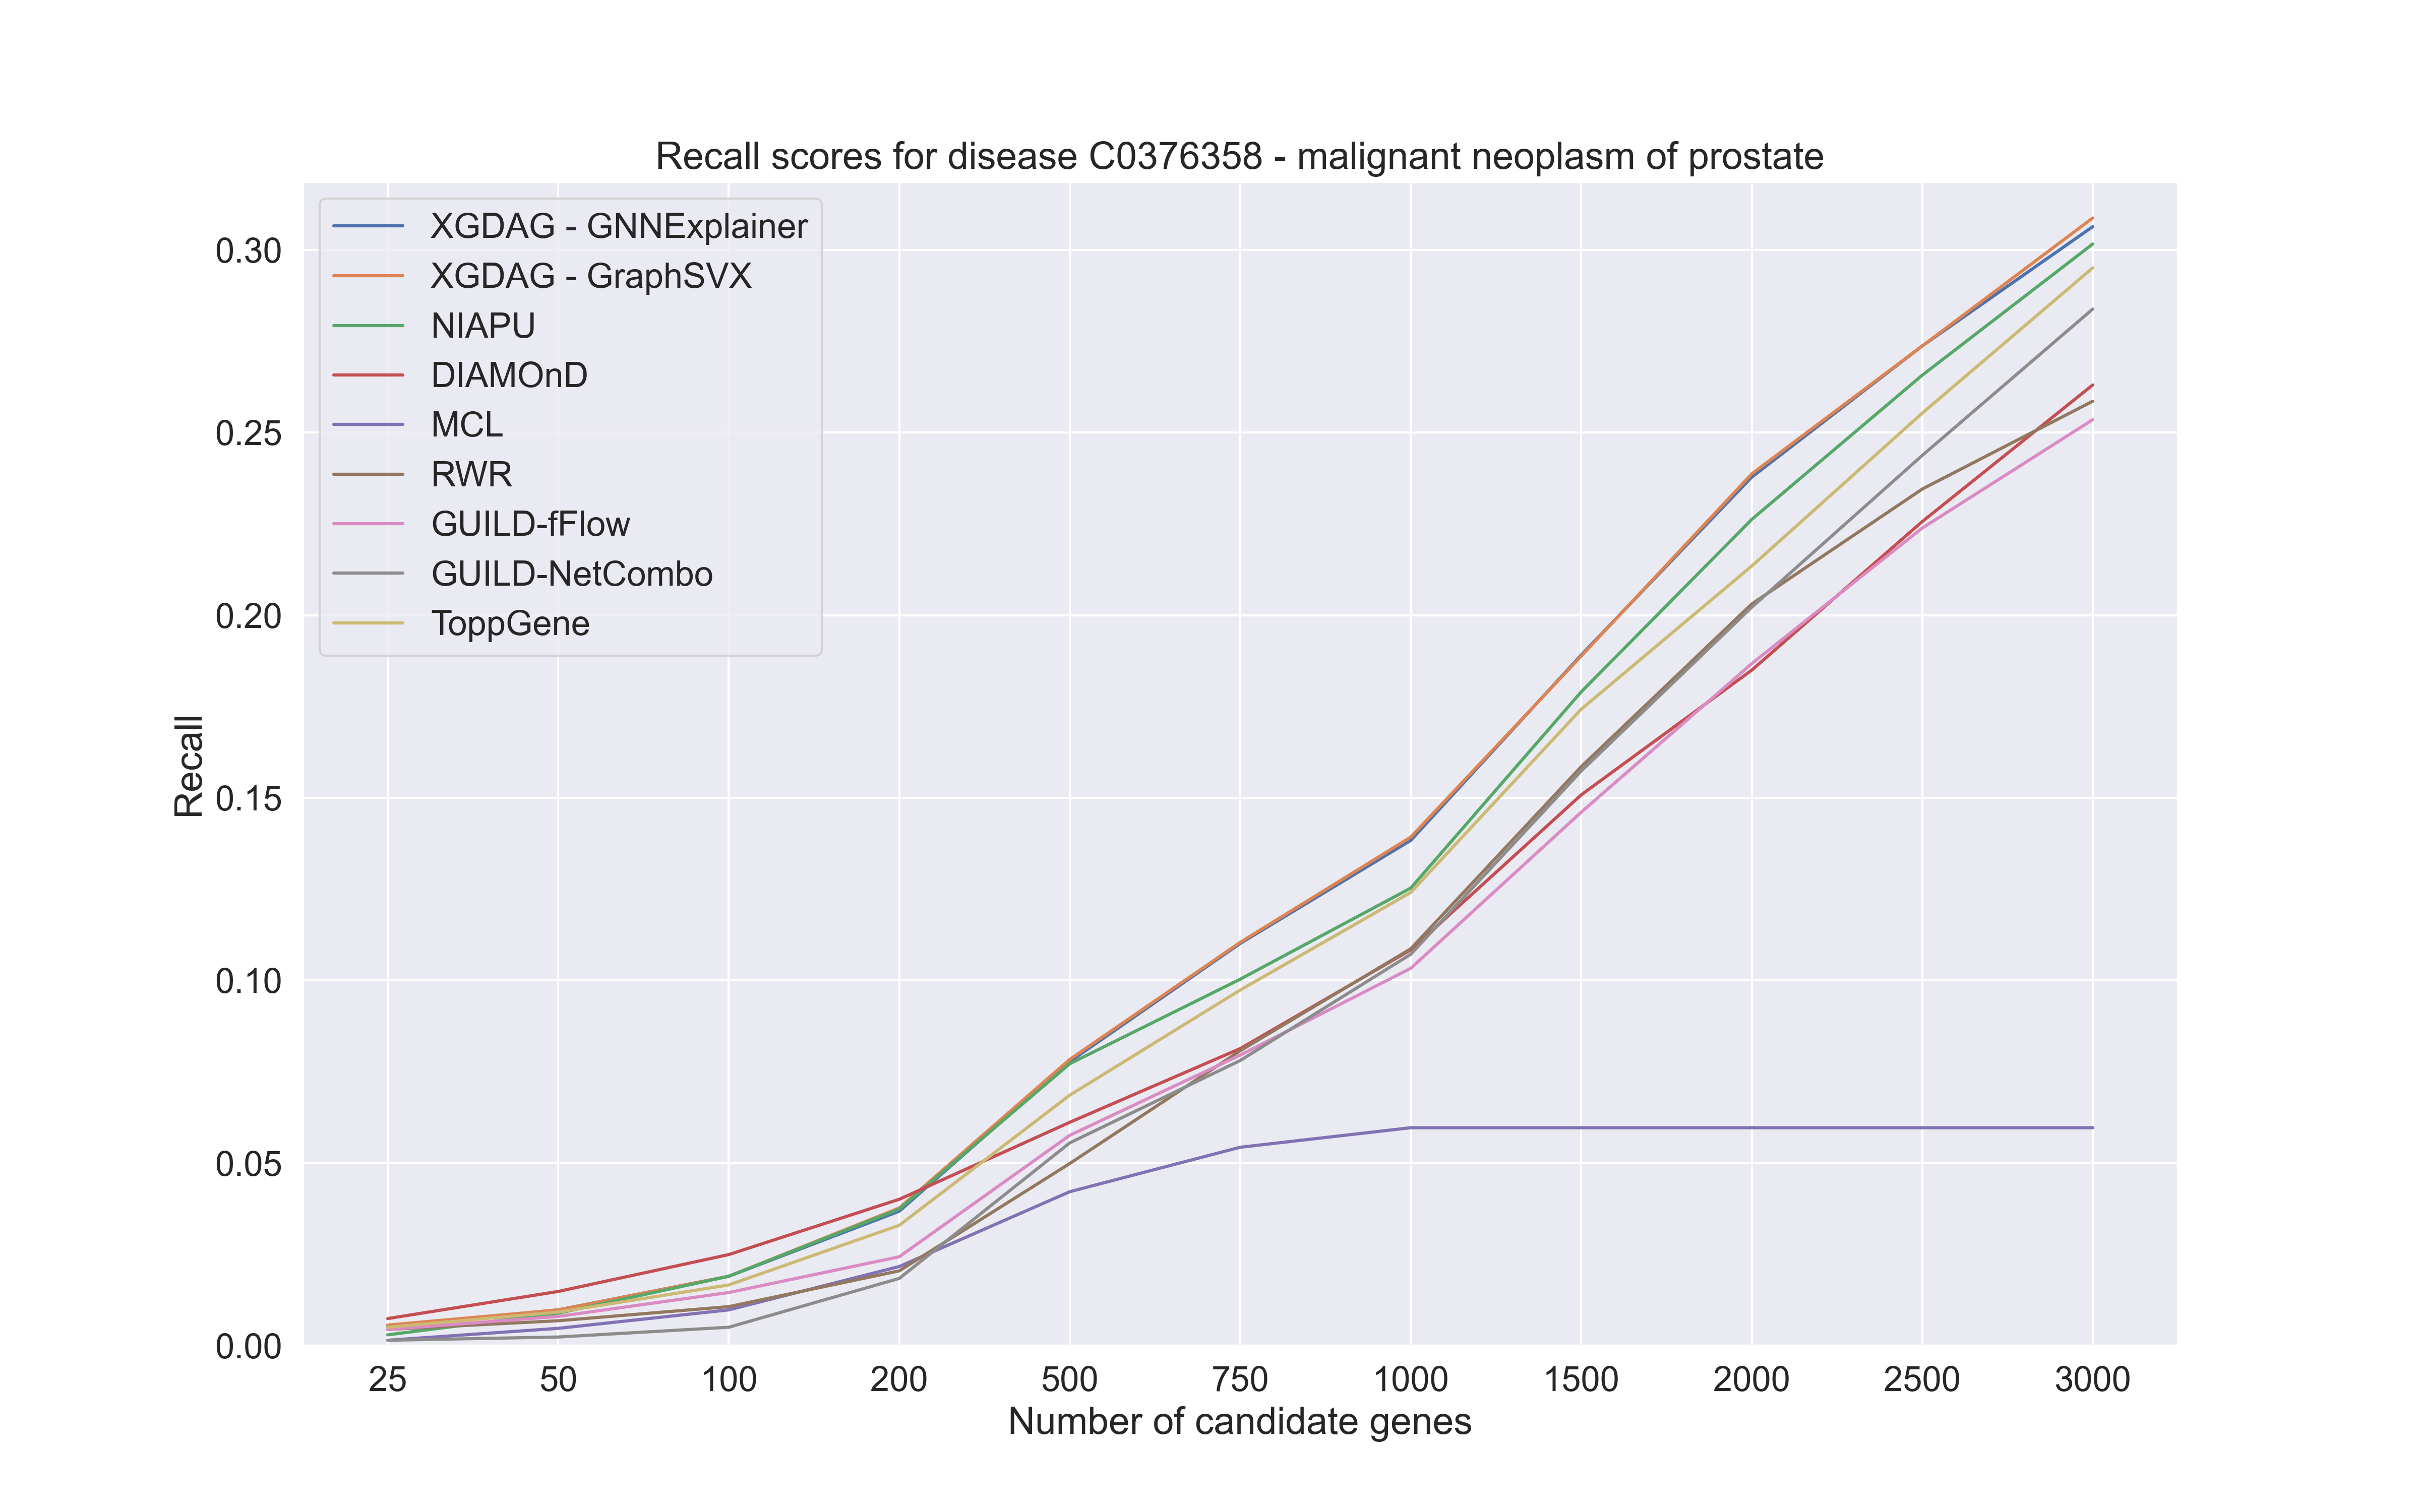 Recall scores for disease C0376358 - malignant neoplasm of prostate
XGDAG - GNNExplainer
XGDAG - GraphSVX
NIAPU
DIAMOnD
MCL
RWR
GUILD-fFlow
GUILD-NetCombo
ToppGene
0.30
0.25
0.20
0.15
0.10
0.05
0.00
Recall
25 50 100 200 500 750 1000 1500 2000 2500 3000
Number of candidate genes